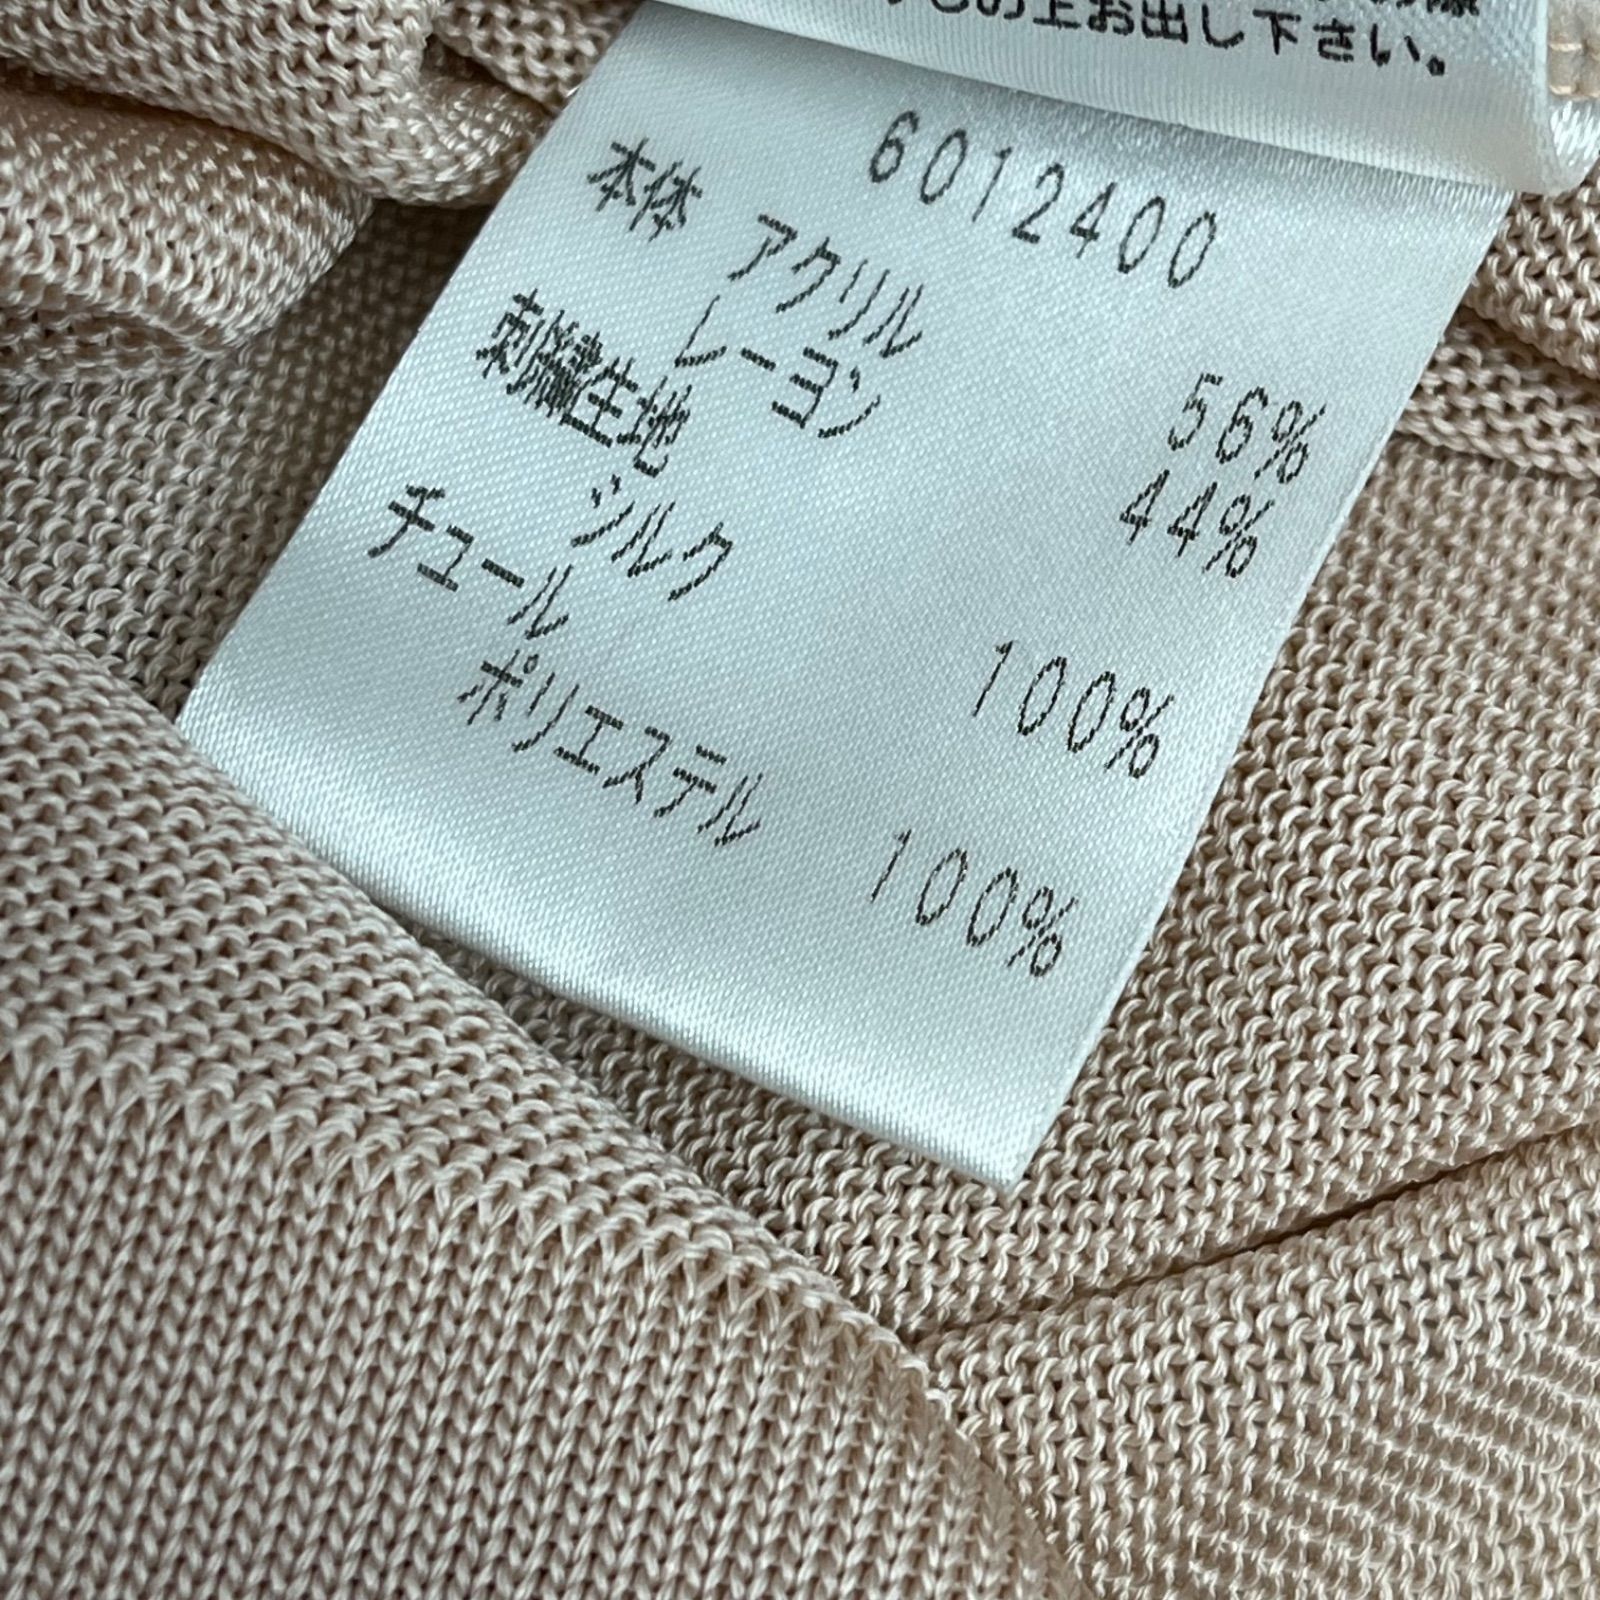 の上お出し下さい。
6012400
本体 アクリル 56%
レーヨン 44%
刺繍生地
シルク 100%
チュール
ポリエステル 100%